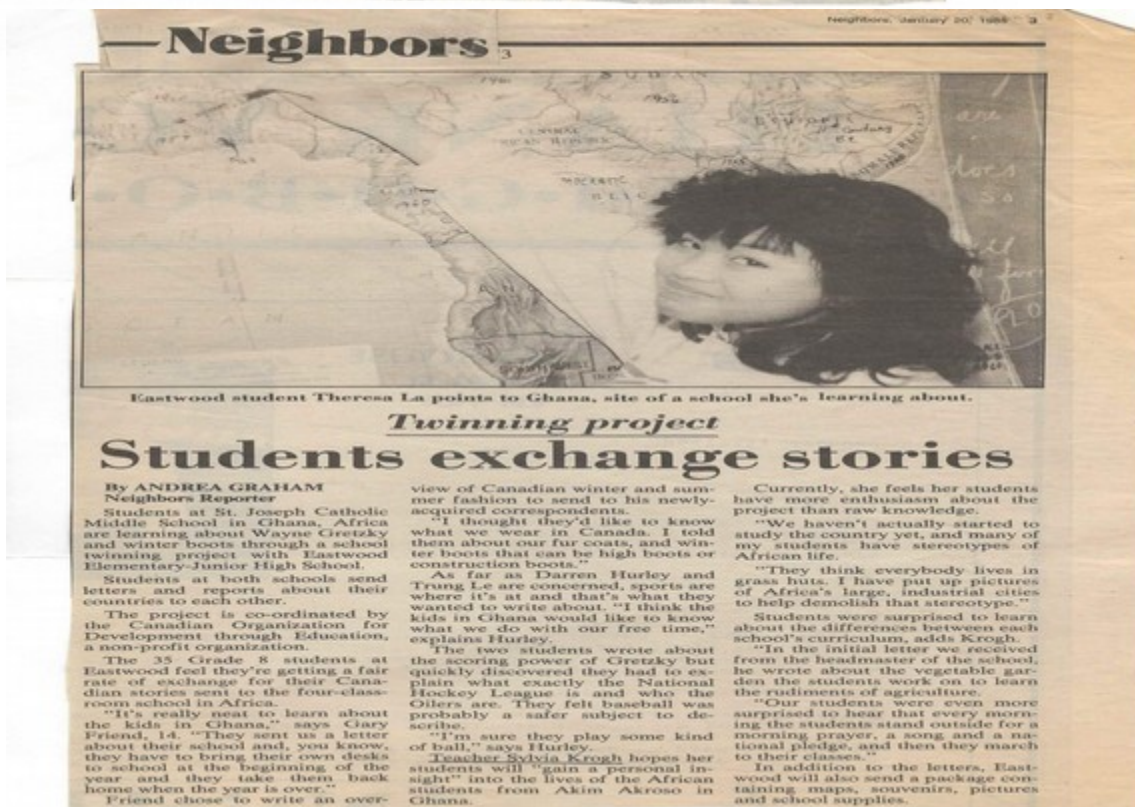 Neighbors, January 20, 1988 3
Neighbors 3
SUDAN
1956
CENTRAL
AFRICAN REPUBLIC
1960
are
does
so
for
Eastwood student Theresa La points to Ghana, site of a school she's learning about.
Twinning project
Students exchange stories
By ANDREA GRAHAM
Neighbors Reporter
Students at St. Joseph Catholic
Middle School in Ghana, Africa
are learning about Wayne Gretzky
and winter boots through a school
twinning project with Eastwood
Elementary-Junior High School.
Students at both schools send
letters and reports about their
countries to each other.
The project is co-ordinated by
the Canadian Organization for
Development through Education,
a non-profit organization.
The 35 Grade 8 students at
Eastwood feel they're getting a fair
rate of exchange for their Cana-
dian stories sent to the four-class-
room school in Africa.
"It's really neat to learn about
the kids in Ghana," says Gary
Friend, 14. "They sent us a letter
about their school and, you know,
they have to bring their own desks
to school at the beginning of the
year and they take them back
home when the year is over."
Friend chose to write an over-
view of Canadian winter and sum-
mer fashion to send to his newly-
acquired correspondents.
"I thought they'd like to know
what we wear in Canada. I told
them about our fur coats, and win-
ter boots that can be high boots or
construction boots."
As far as Darren Hurley and
Trung Le are concerned, sports are
where it's at and that's what they
wanted to write about. "I think the
kids in Ghana would like to know
what we do with our free time,"
explains Hurley.
The two students wrote about
the scoring power of Gretzky but
quickly discovered they had to ex-
plain what exactly the National
Hockey League is and who the
Oilers are. They felt baseball was
probably a safer subject to de-
scribe.
"I'm sure they play some kind
of ball," says Hurley.
Teacher Sylvia Krogh hopes her
students will "gain a personal in-
sight" into the lives of the African
students from Akim Akroso in
Ghana.
Currently, she feels her students
have more enthusiasm about the
project than raw knowledge.
"We haven't actually started to
study the country yet, and many of
my students have stereotypes of
African life.
"They think everybody lives in
grass huts. I have put up pictures
of Africa's large, industrial cities
to help demolish that stereotype."
Students were surprised to learn
about the differences between each
school's curriculum, adds Krogh.
"In the initial letter we received
from the headmaster of the school,
he wrote about the vegetable gar-
den the students work on to learn
the rudiments of agriculture.
"Our students were even more
surprised to hear that every morn-
ing the students stand outside for a
morning prayer, a song and a na-
tional pledge, and then they march
to their classes."
In addition to the letters, East-
wood will also send a package con-
taining maps, souvenirs, pictures
and school supplies.